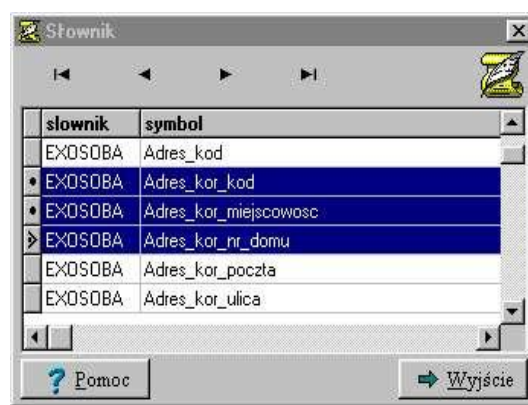 Słownik
slownik symbol
EXOSOBA Adres_kod
EXOSOBA Adres_kor_kod
EXOSOBA Adres_kor_miejscowosc
EXOSOBA Adres_kor_nr_domu
EXOSOBA Adres_kor_poczta
EXOSOBA Adres_kor_ulica
Pomoc Wyjście